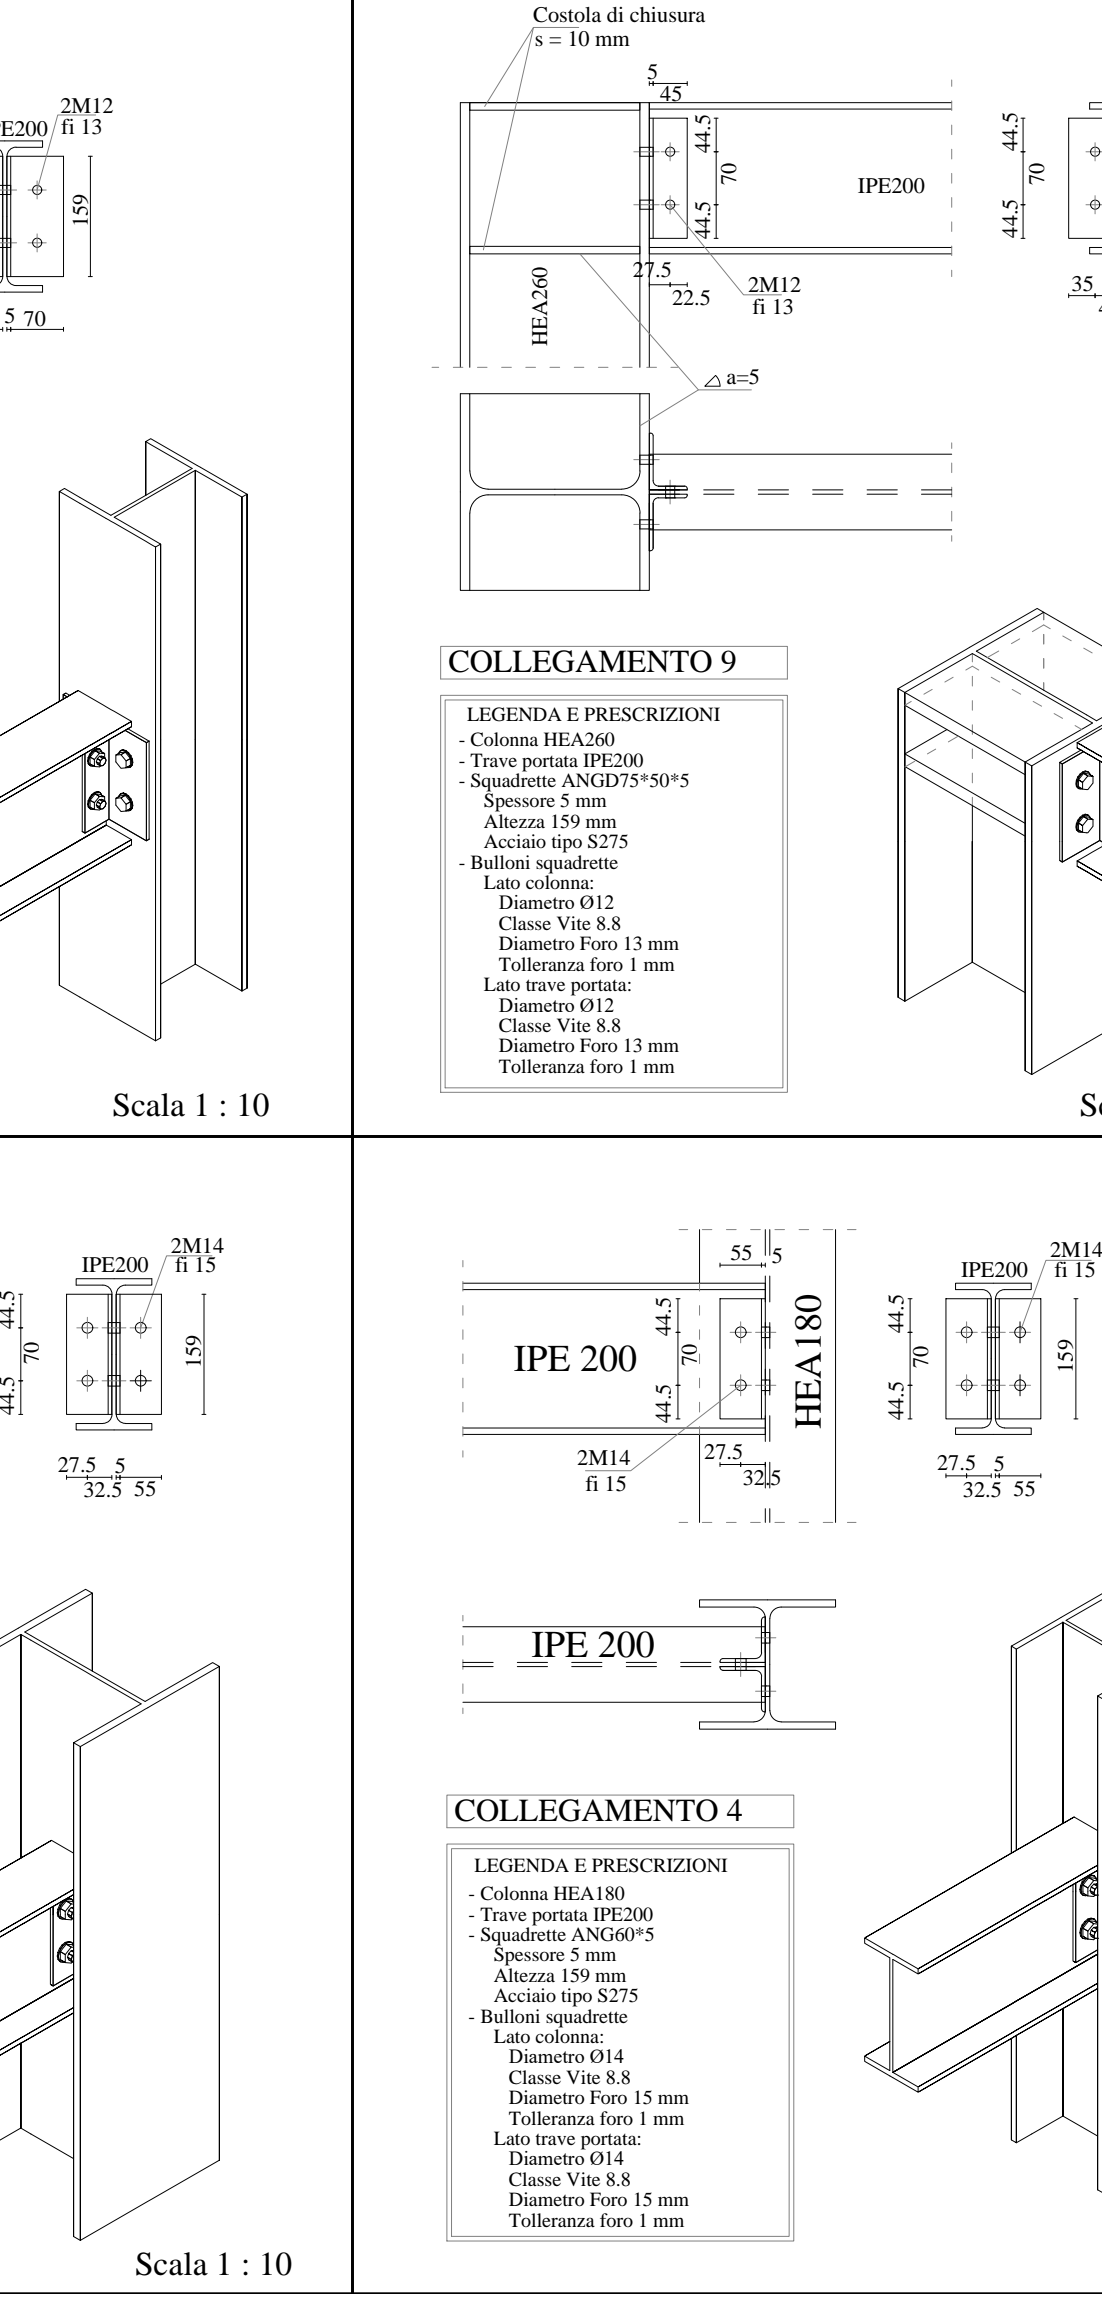 Costola di chiusura
s = 10 mm
5
45
44.5
70
44.5
IPE200
27.5
22.5
2M12
fi 13
HEA260
a=5
44.5
70
44.5
35
2M12
fi 13
159
5 70
COLLEGAMENTO 9
LEGENDA E PRESCRIZIONI
- Colonna HEA260
- Trave portata IPE200
- Squadrette ANGD75*50*5
Spessore 5 mm
Altezza 159 mm
Acciaio tipo S275
- Bulloni squadrette
Lato colonna:
Diametro Ø12
Classe Vite 8.8
Diametro Foro 13 mm
Tolleranza foro 1 mm
Lato trave portata:
Diametro Ø12
Classe Vite 8.8
Diametro Foro 13 mm
Tolleranza foro 1 mm
Scala 1 : 10
IPE200
2M14
fi 15
44.5
70
44.5
159
27.5 5
32.5 55
55 5
44.5
70
44.5
IPE 200
HEA180
2M14
fi 15
27.5
32.5
IPE200
2M14
fi 15
44.5
70
44.5
159
27.5 5
32.5 55
IPE 200
COLLEGAMENTO 4
LEGENDA E PRESCRIZIONI
- Colonna HEA180
- Trave portata IPE200
- Squadrette ANG60*5
Spessore 5 mm
Altezza 159 mm
Acciaio tipo S275
- Bulloni squadrette
Lato colonna:
Diametro Ø14
Classe Vite 8.8
Diametro Foro 15 mm
Tolleranza foro 1 mm
Lato trave portata:
Diametro Ø14
Classe Vite 8.8
Diametro Foro 15 mm
Tolleranza foro 1 mm
Scala 1 : 10